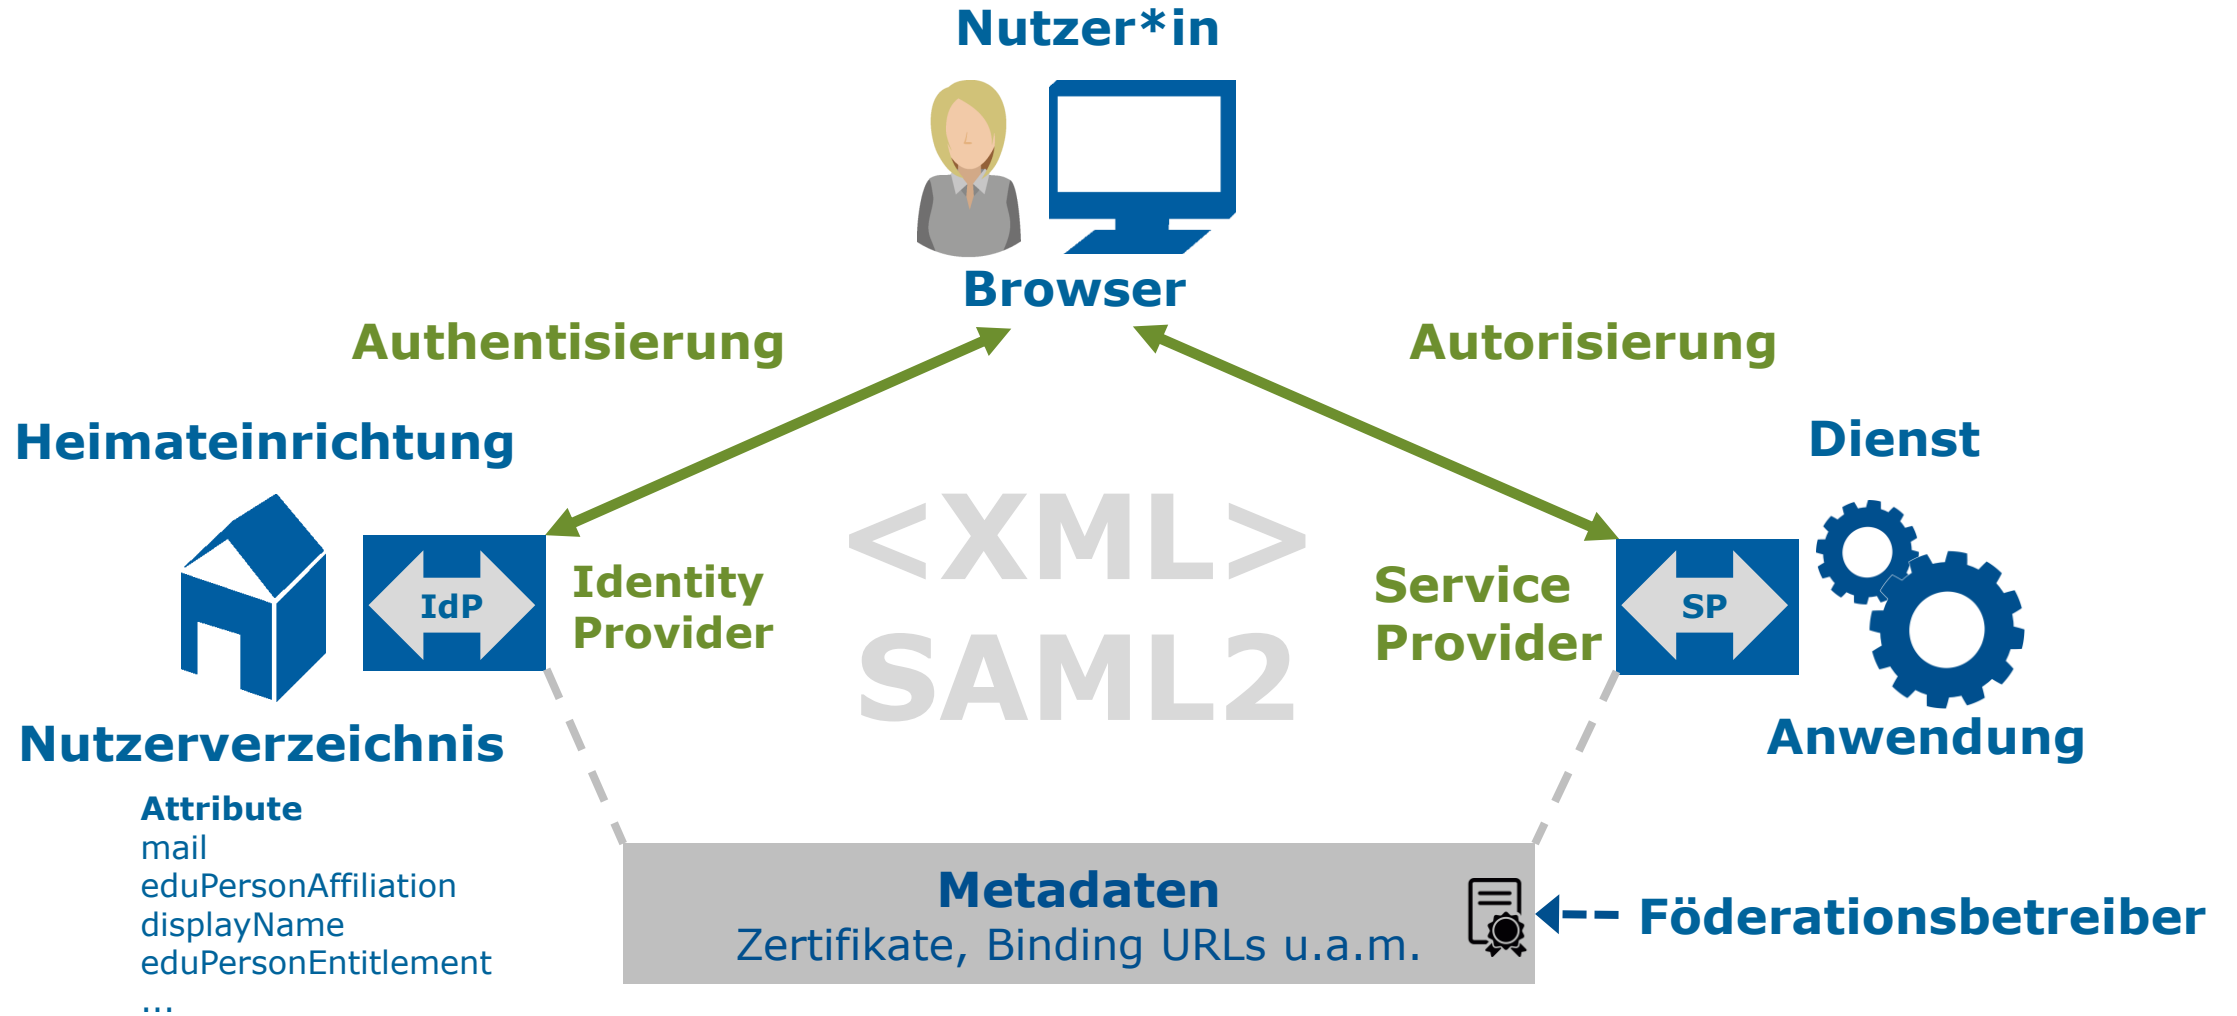 Nutzer*in
Browser
Authentisierung
Autorisierung
Heimateinrichtung
Dienst
<XML>
SAML2
IdP
Identity
Provider
Service
Provider
SP
Nutzerverzeichnis
Anwendung
Attribute
mail
eduPersonAffiliation
displayName
eduPersonEntitlement
...
Metadaten
Zertifikate, Binding URLs u.a.m.
Föderationsbetreiber